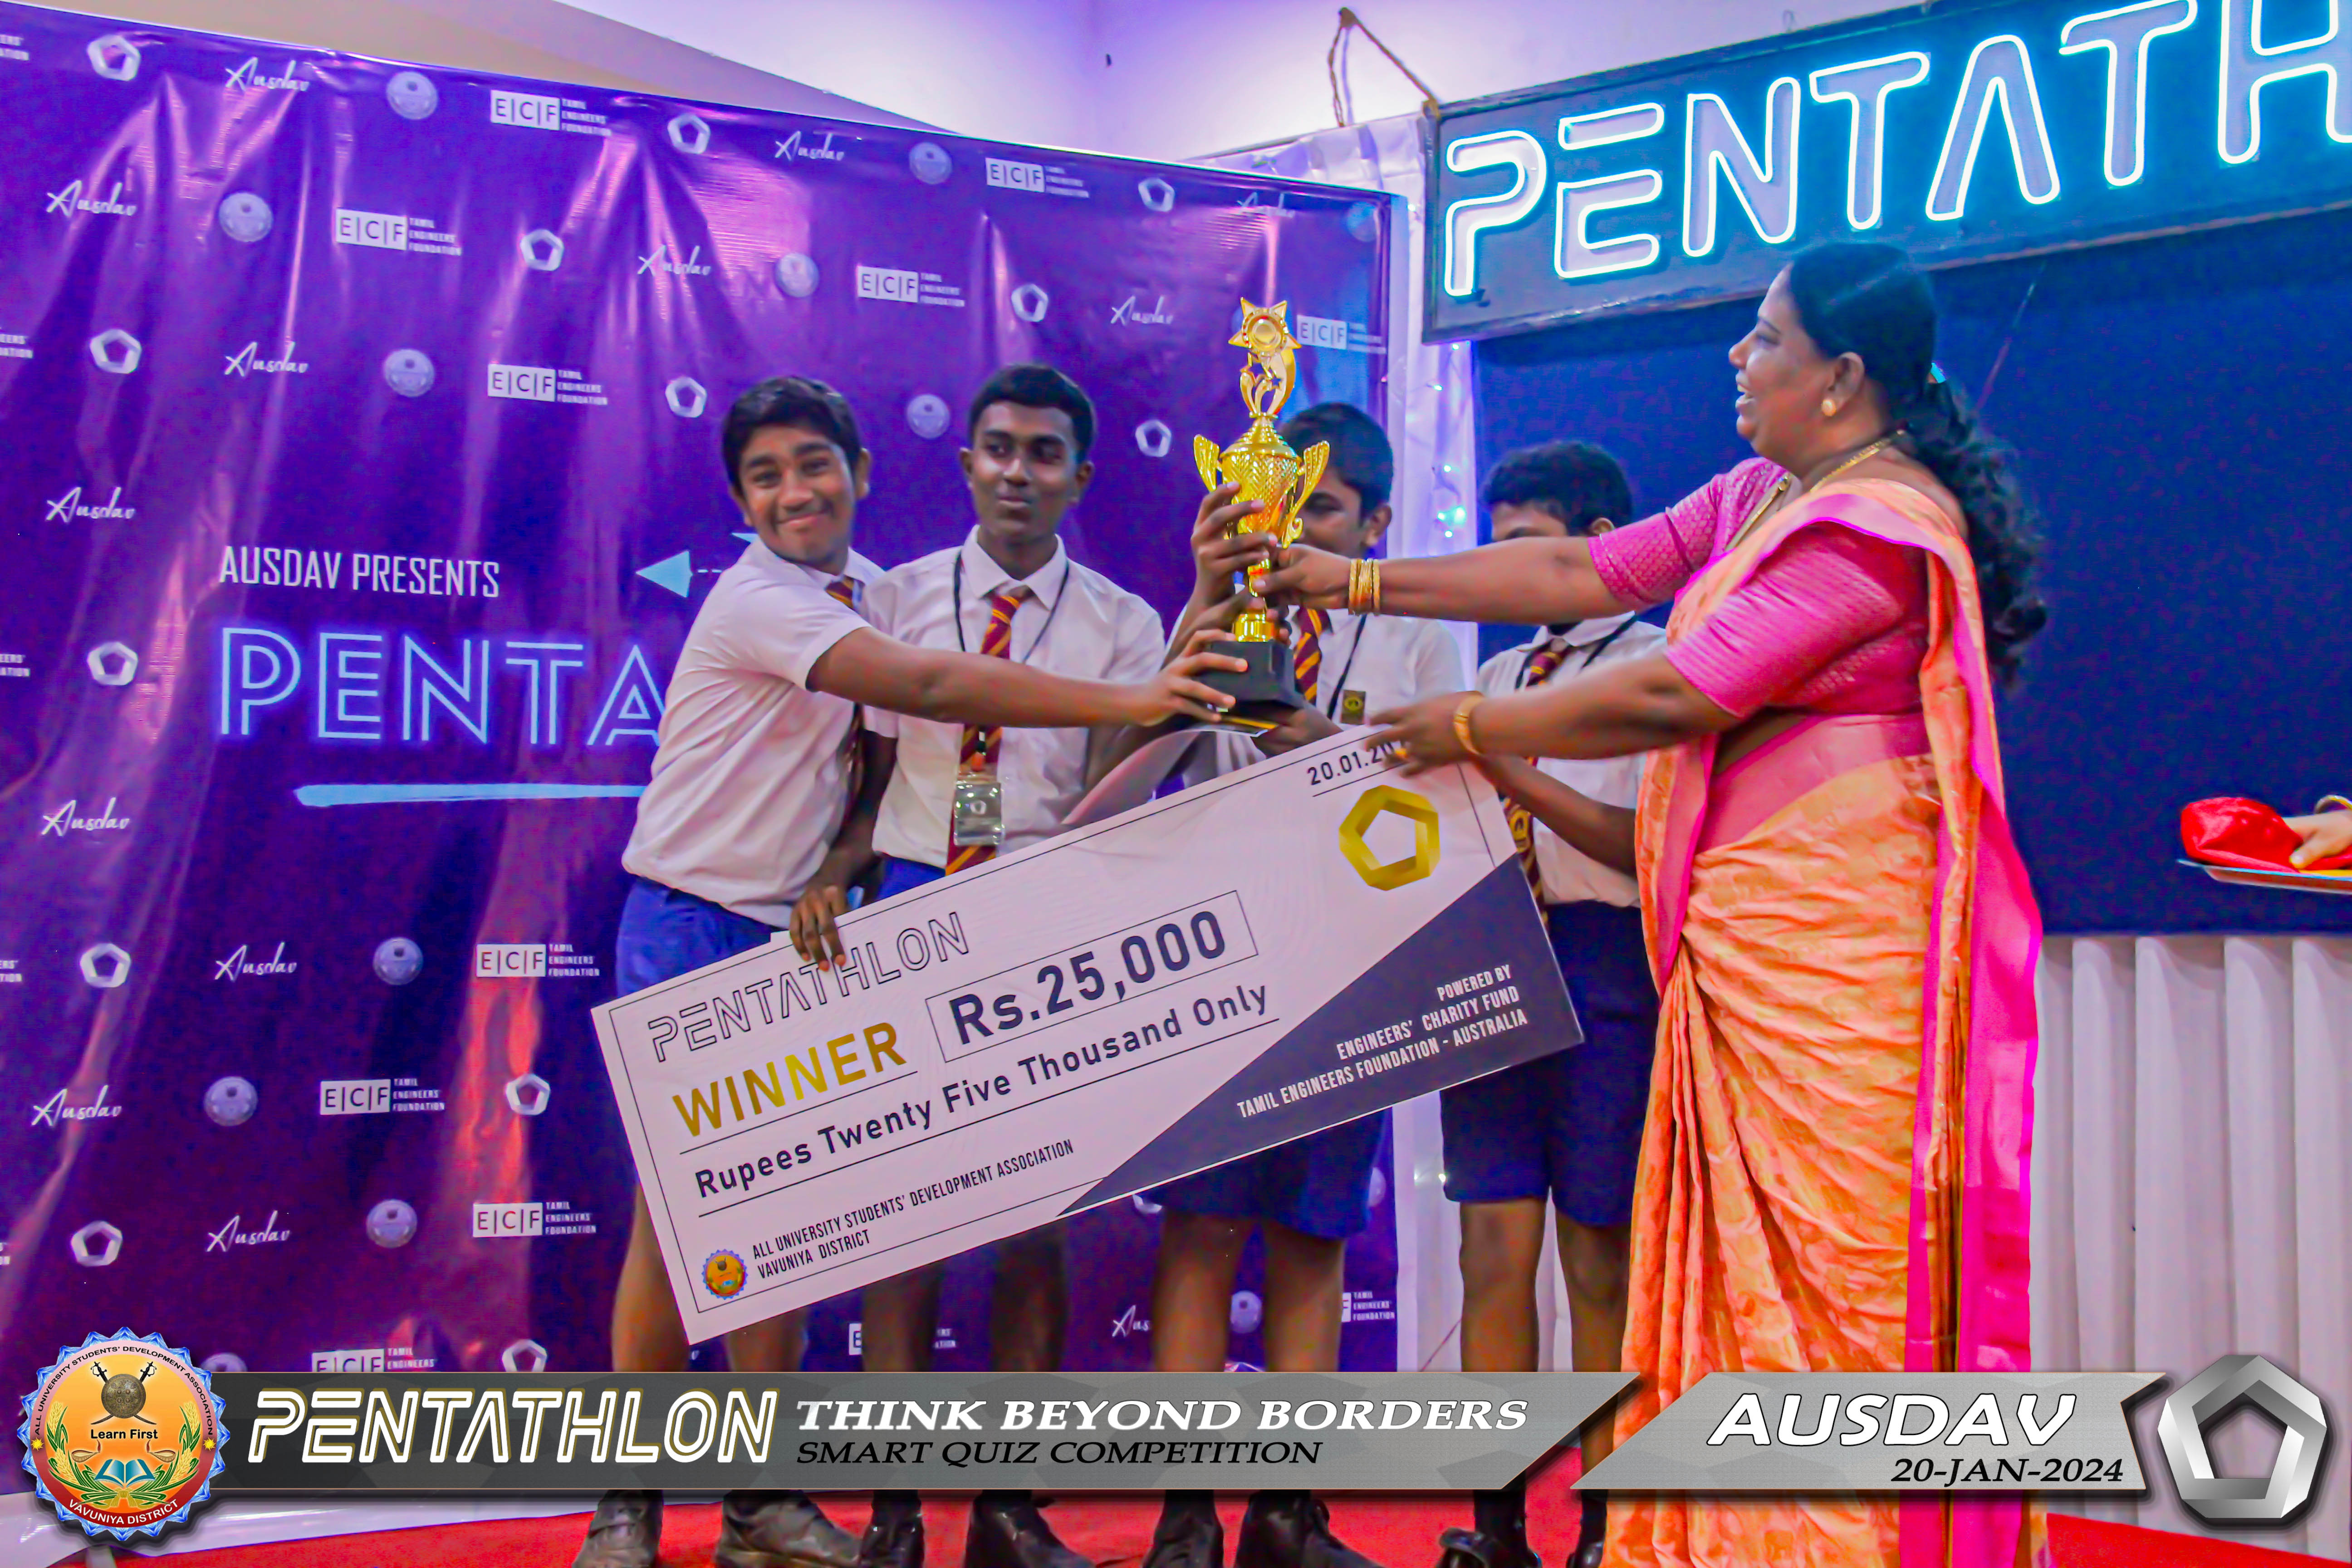 PENTATH
Ausdav
E|C|F TAMIL ENGINEERS' FOUNDATION
AUSDAV PRESENTS
PENTA
20.01.20
PENTATHLON
WINNER Rs.25,000
Rupees Twenty Five Thousand Only
POWERED BY
ENGINEERS' CHARITY FUND
TAMIL ENGINEERS FOUNDATION - AUSTRALIA
ALL UNIVERSITY STUDENTS' DEVELOPMENT ASSOCIATION
VAVUNIYA DISTRICT
ALL UNIVERSITY STUDENTS' DEVELOPMENT ASSOCIATION
Learn First
VAVUNIYA DISTRICT
PENTATHLON
THINK BEYOND BORDERS
SMART QUIZ COMPETITION
AUSDAV
20-JAN-2024